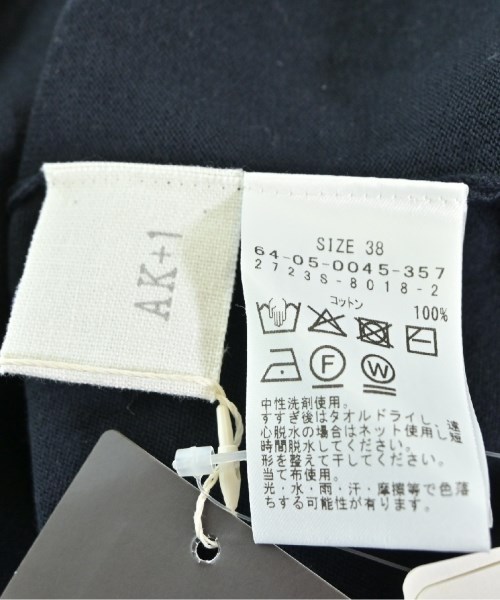 AK+1
SIZE 38
64-05-0045-357
2723S-8018-2
コットン 100%
F W
中性洗剤使用。
すすぎ後はタオルドライし、遠
心脱水の場合はネット使用し短
時間脱水してください。
形を整えて干してください。
当て布使用。
光・水・雨・汗・摩擦等で色落
ちする可能性が有ります。